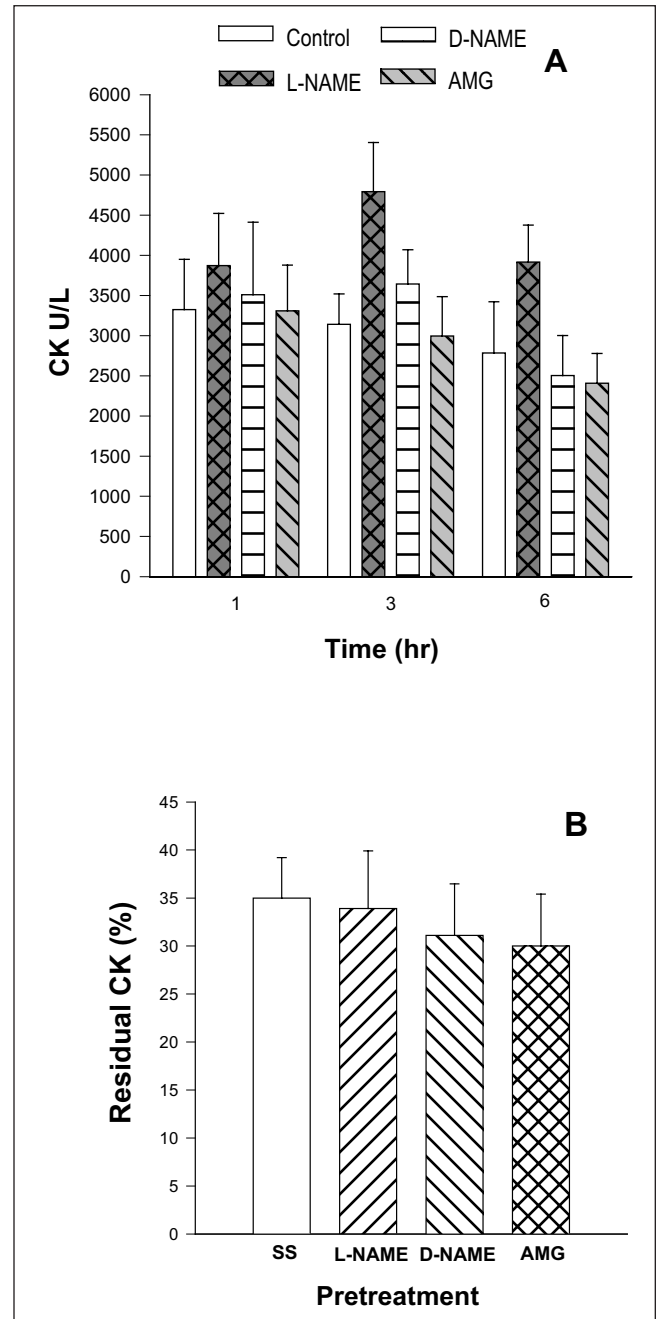 Control D-NAME
L-NAME AMG
A
6000
5500
5000
4500
4000
3500
3000
2500
2000
1500
1000
500
0
CK U/L
1 3 6
Time (hr)
B
45
40
35
30
25
20
15
10
5
0
Residual CK (%)
SS L-NAME D-NAME AMG
Pretreatment